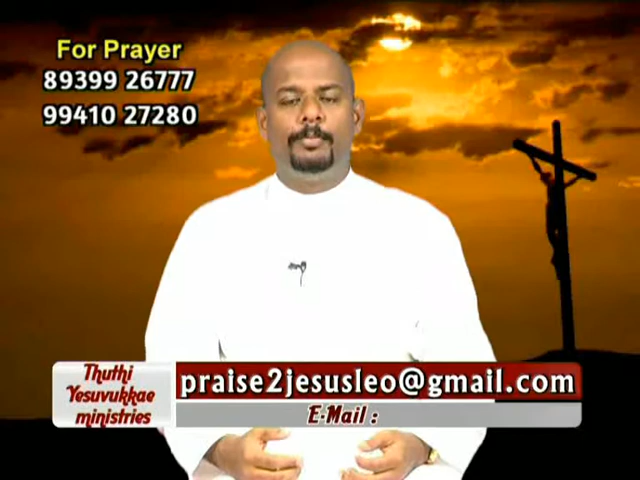 For Prayer
89399 26777
99410 27280
Thuthi
Yesuvukkae
ministries
praise2jesusleo@gmail.com
E-Mail :